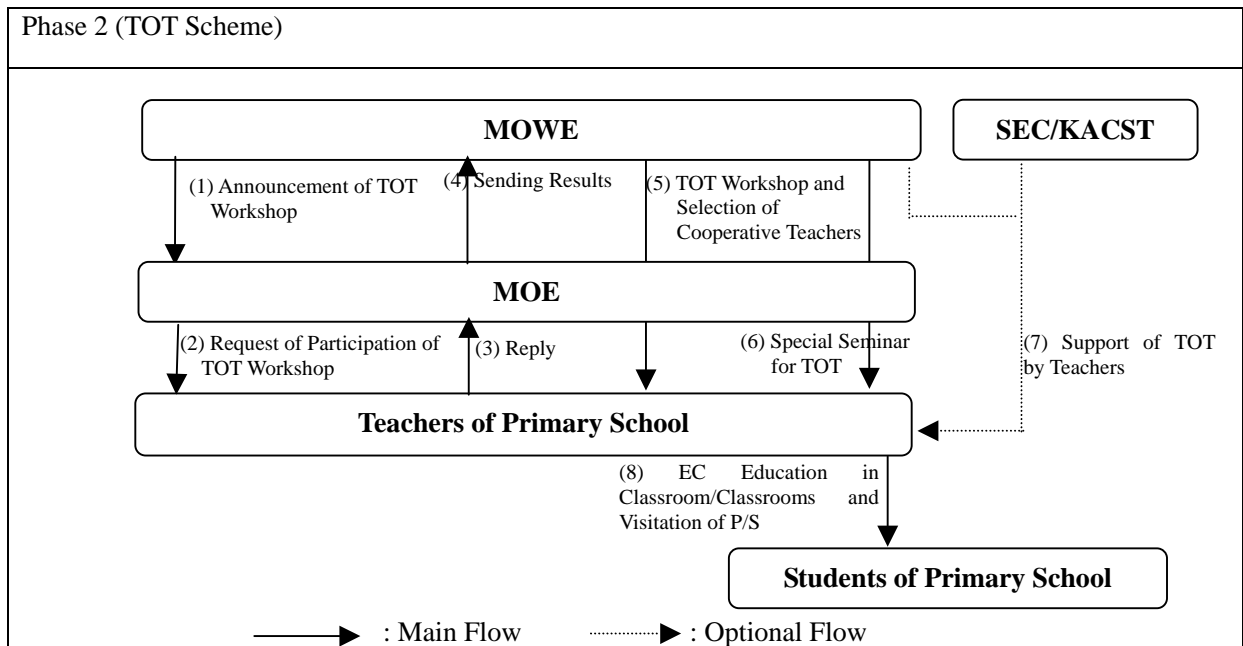 Phase 2 (TOT Scheme)
MOWE
SEC/KACST
(1) Announcement of TOT
Workshop
(4) Sending Results
(5) TOT Workshop and
Selection of
Cooperative Teachers
MOE
(2) Request of Participation of
TOT Workshop
(3) Reply
(6) Special Seminar
for TOT
(7) Support of TOT
by Teachers
Teachers of Primary School
(8) EC Education in
Classroom/Classrooms and
Visitation of P/S
Students of Primary School
: Main Flow
: Optional Flow